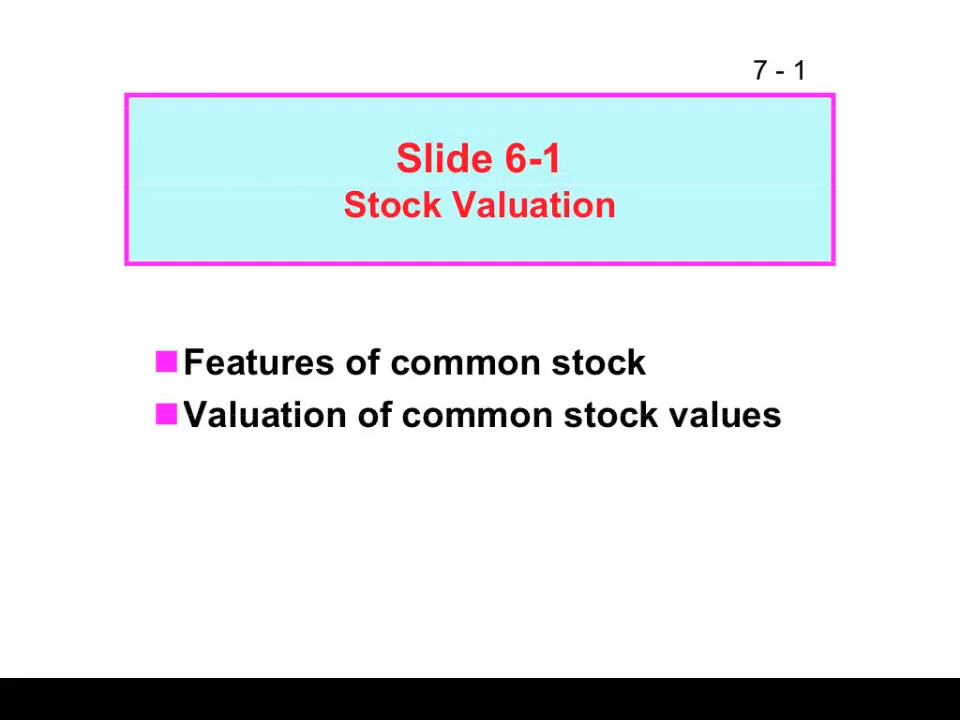 7 - 1
Slide 6-1
Stock Valuation
Features of common stock
Valuation of common stock values